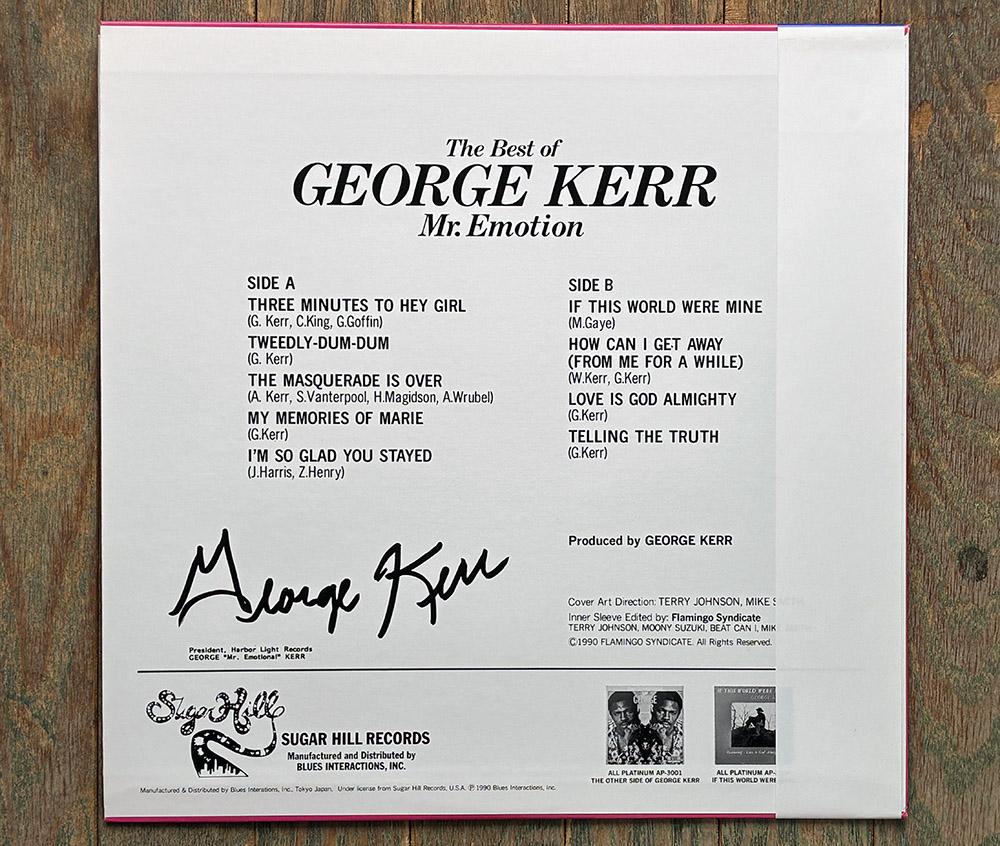 The Best of
GEORGE KERR
Mr. Emotion
SIDE A
THREE MINUTES TO HEY GIRL
(G. Kerr, C.King, G.Goffin)
TWEEDLY-DUM-DUM
(G. Kerr)
THE MASQUERADE IS OVER
(A. Kerr, S.Vanterpool, H.Magidson, A.Wrubel)
MY MEMORIES OF MARIE
(G.Kerr)
I'M SO GLAD YOU STAYED
(J.Harris, Z.Henry)
SIDE B
IF THIS WORLD WERE MINE
(M.Gaye)
HOW CAN I GET AWAY
(FROM ME FOR A WHILE)
(W.Kerr, G.Kerr)
LOVE IS GOD ALMIGHTY
(G.Kerr)
TELLING THE TRUTH
(G.Kerr)
George Kerr
President, Harbor Light Records
GEORGE "Mr. Emotional" KERR
Produced by GEORGE KERR
Cover Art Direction: TERRY JOHNSON, MIKE
Inner Sleeve Edited by: Flamingo Syndicate
TERRY JOHNSON, MOONY SUZUKI, BEAT CAN I, MIK
©1990 FLAMINGO SYNDICATE. All Rights Reserved.
Sugar Hill
SUGAR HILL RECORDS
Manufactured and Distributed by
BLUES INTERACTIONS, INC.
IF THIS WORLD WERE
ALL PLATINUM AP-3001
THE OTHER SIDE OF GEORGE KERR
ALL PLATINUM AP-
IF THIS WORLD WERE
Manufactured & Distributed by Blues Interations, Inc., Tokyo Japan. Under license from Sugar Hill Records, U.S.A. ℗ 1990 Blues Interactions, Inc.